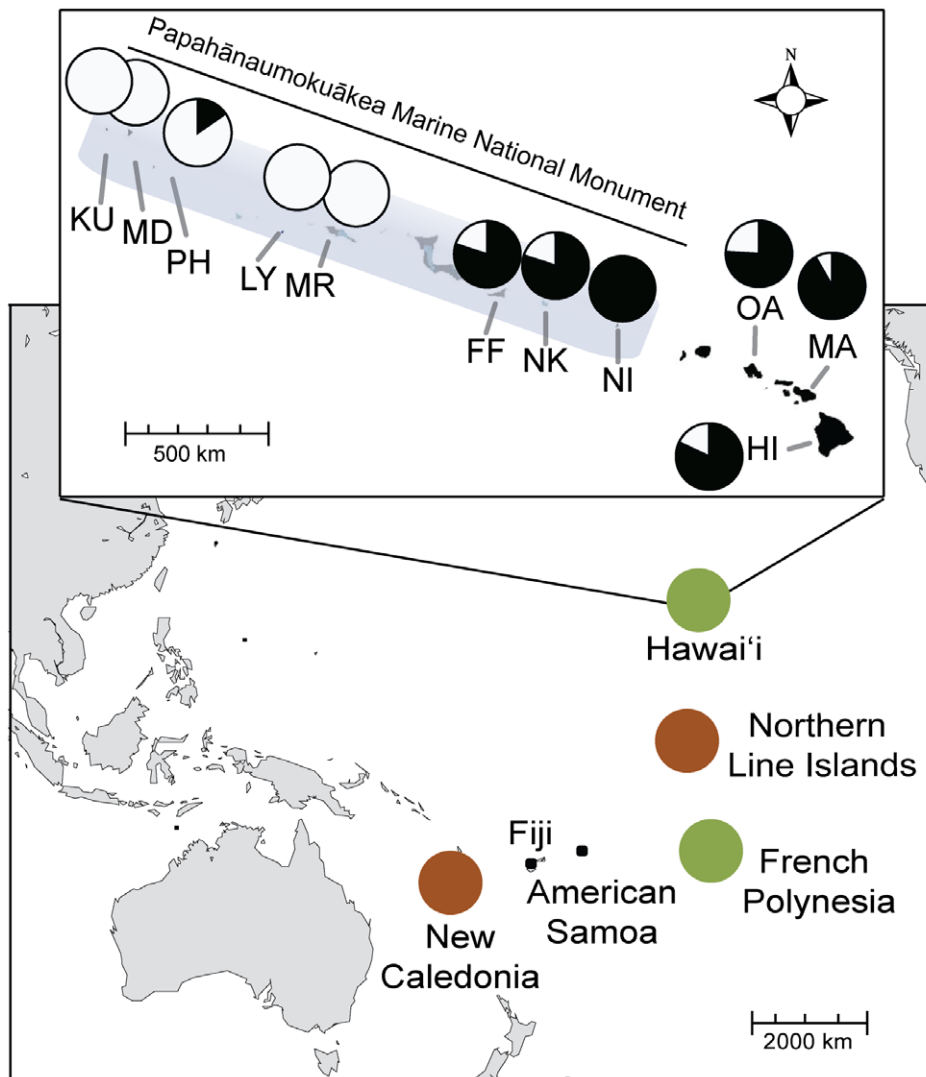 Papahānaumokuākea Marine National Monument
N
KU
MD
PH
LY
MR
FF
NK
NI
OA
MA
HI
500 km
Hawaiʻi
Northern
Line Islands
Fiji
American
Samoa
French
Polynesia
New
Caledonia
2000 km